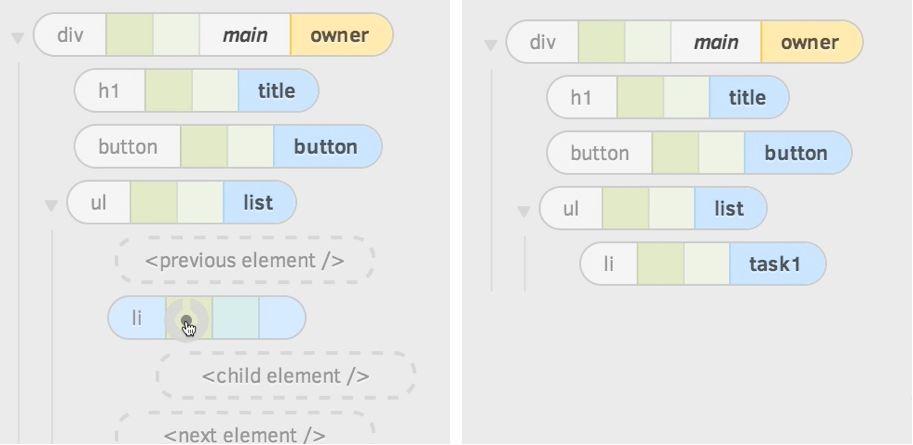 div main owner
h1 title
button button
ul list
<previous element />
li
<child element />
<next element />
div main owner
h1 title
button button
ul list
li task1